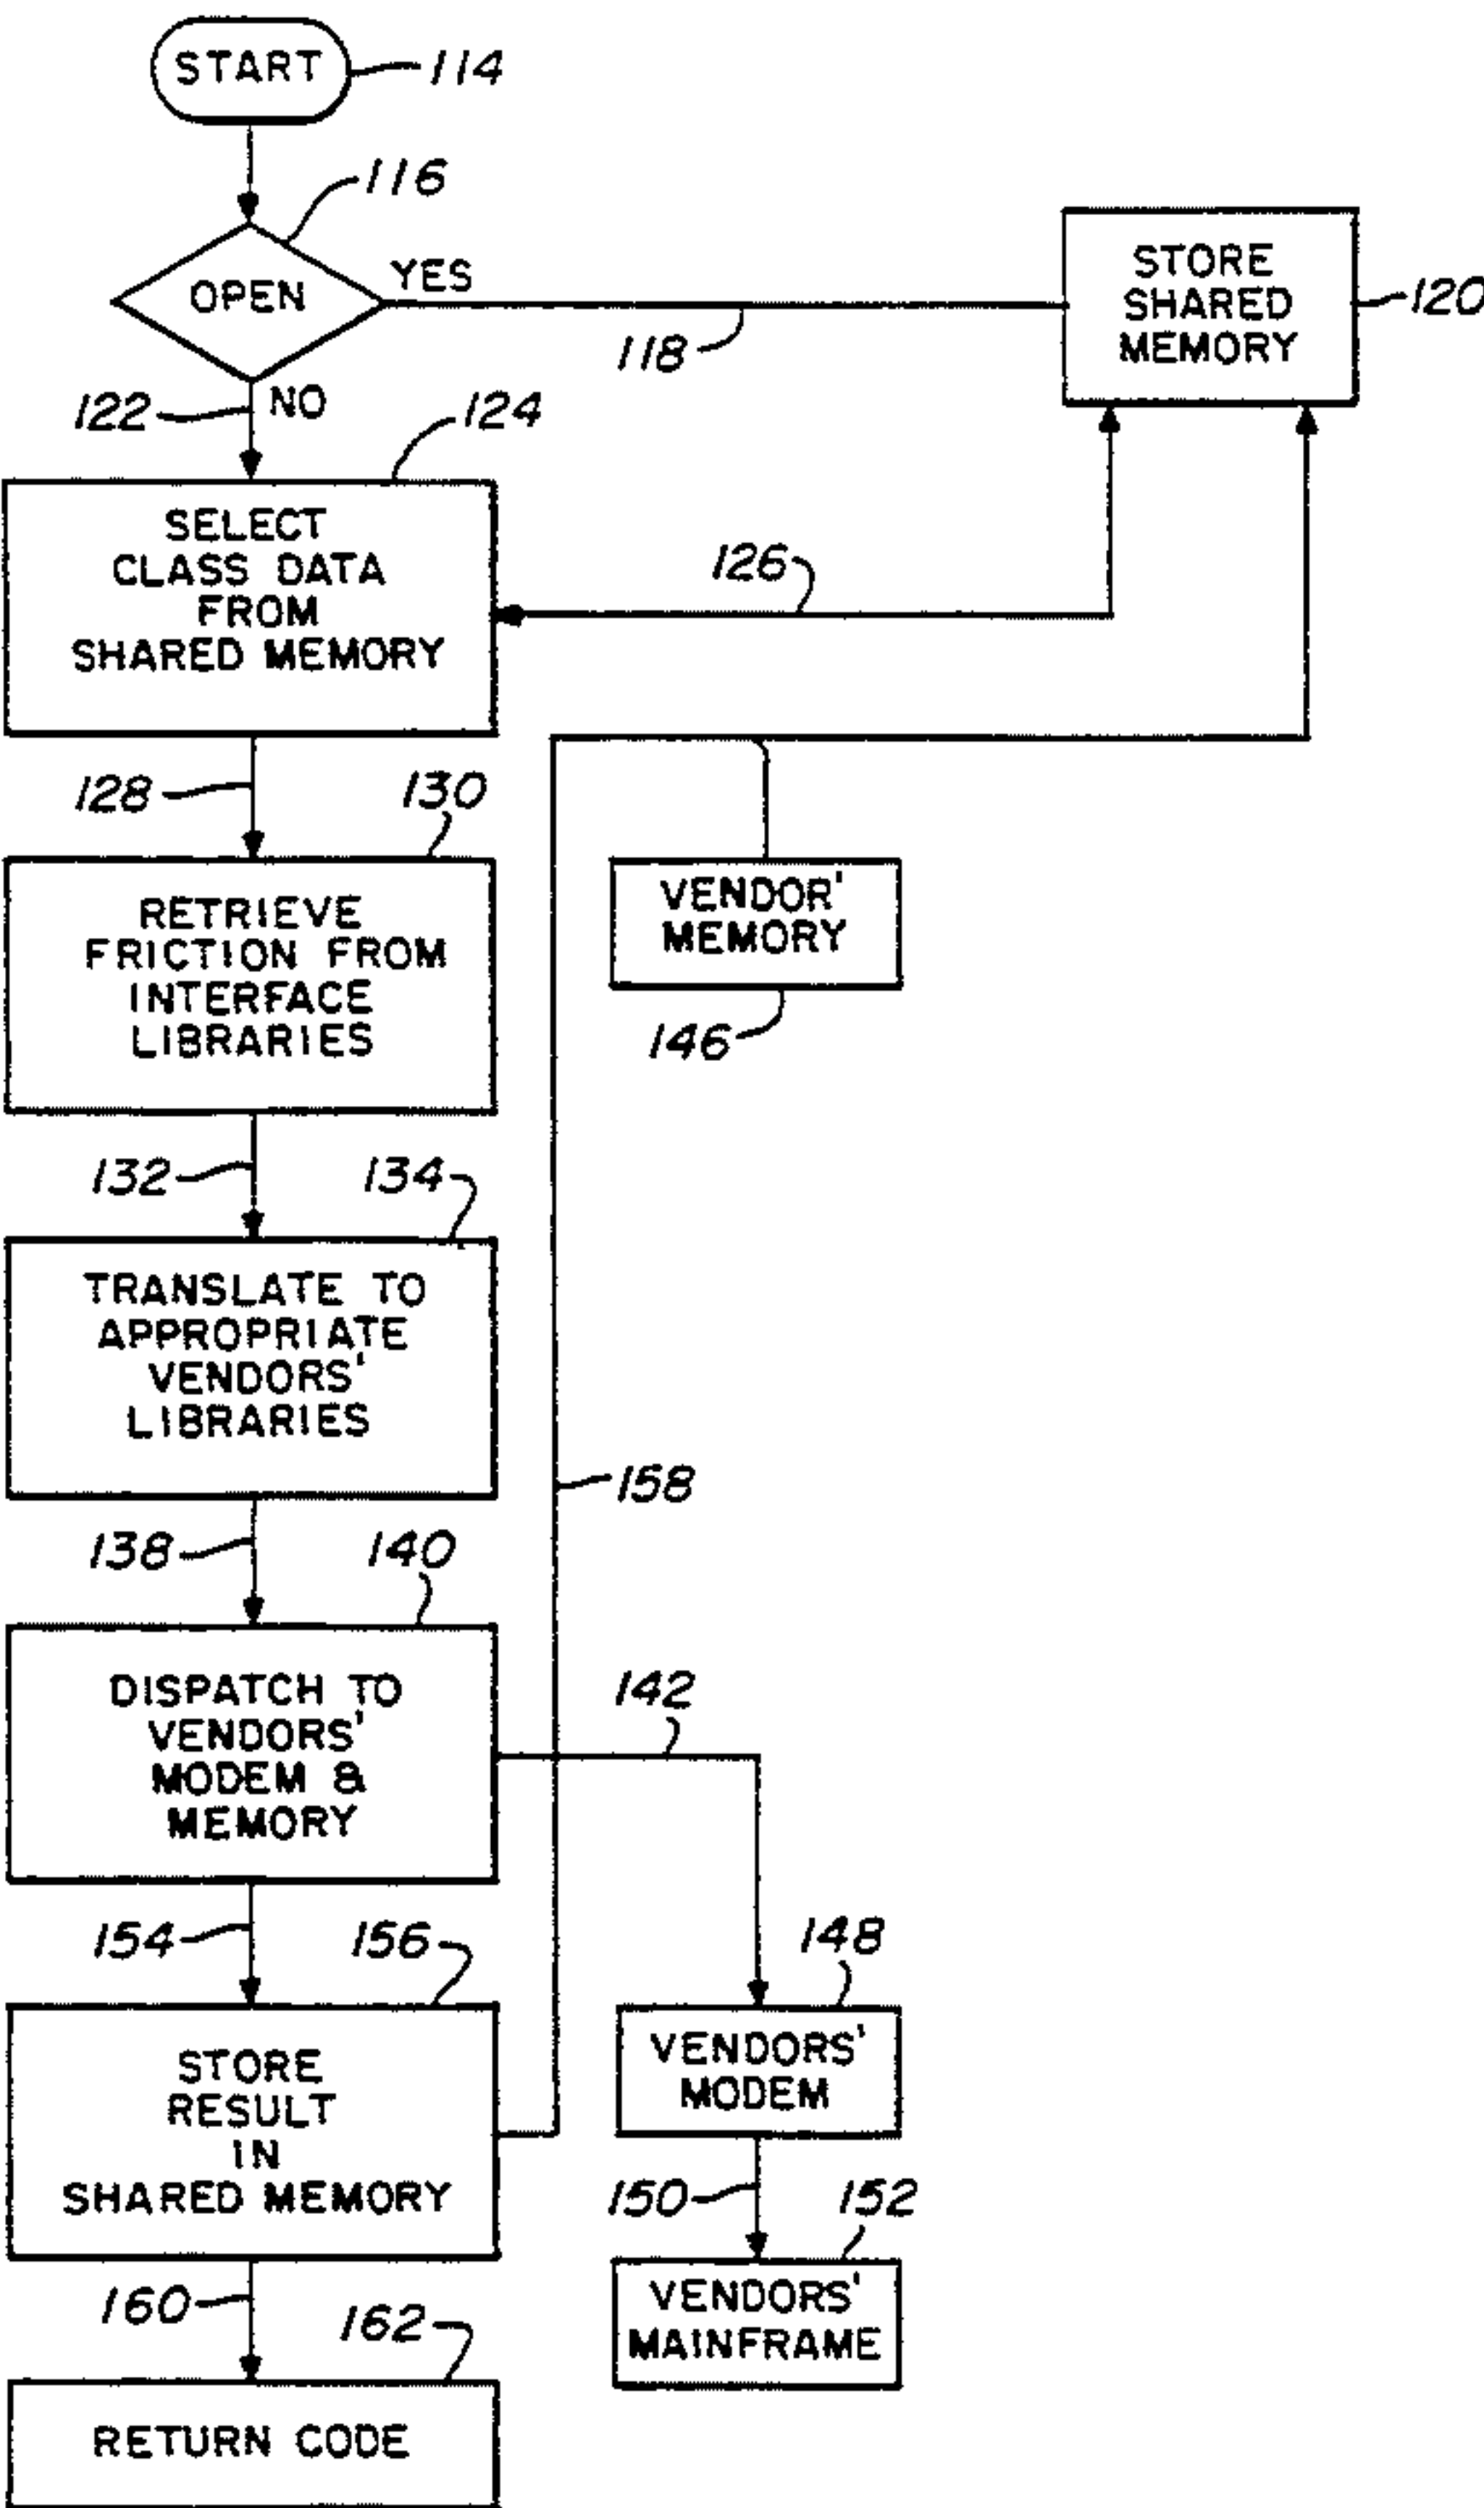 START
114
116
OPEN
YES
118
STORE
SHARED
MEMORY
120
122
NO
124
SELECT
CLASS DATA
FROM
SHARED MEMORY
126
128
130
RETRIEVE
FRICTION FROM
INTERFACE
LIBRARIES
VENDOR'
MEMORY
146
132
134
TRANSLATE TO
APPROPRIATE
VENDORS'
LIBRARIES
158
138
140
DISPATCH TO
VENDORS'
MODEM &
MEMORY
142
154
156
148
STORE
RESULT
IN
SHARED MEMORY
VENDORS'
MODEM
150
152
VENDORS'
MAINFRAME
160
162
RETURN CODE